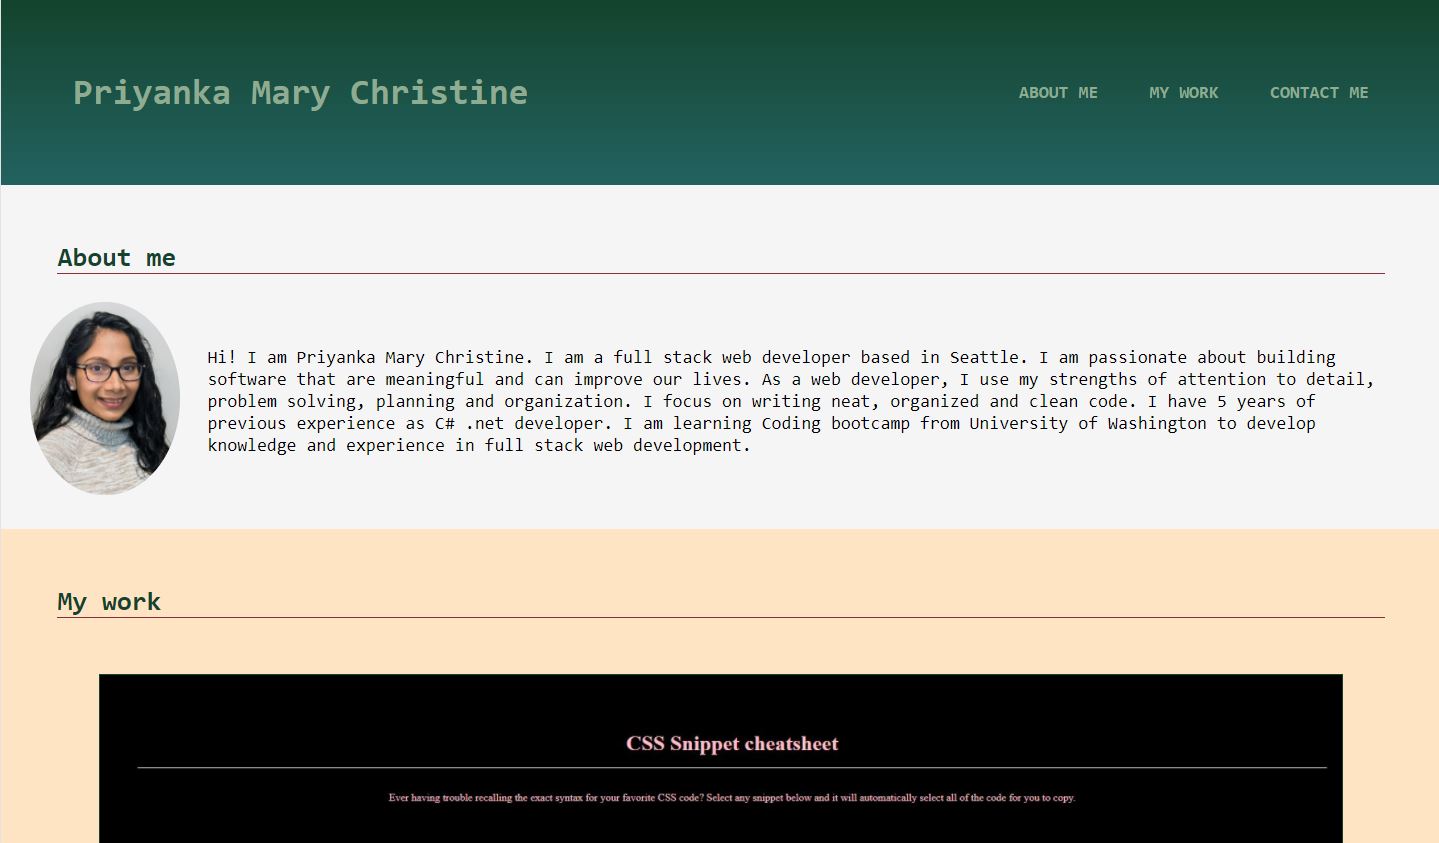 Priyanka Mary Christine
ABOUT ME MY WORK CONTACT ME
About me
Hi! I am Priyanka Mary Christine. I am a full stack web developer based in Seattle. I am passionate about building
software that are meaningful and can improve our lives. As a web developer, I use my strengths of attention to detail,
problem solving, planning and organization. I focus on writing neat, organized and clean code. I have 5 years of
previous experience as C# .net developer. I am learning Coding bootcamp from University of Washington to develop
knowledge and experience in full stack web development.
My work
CSS Snippet cheatsheet
Ever having trouble recalling the exact syntax for your favorite CSS code? Select any snippet below and it will automatically select all of the code for you to copy.